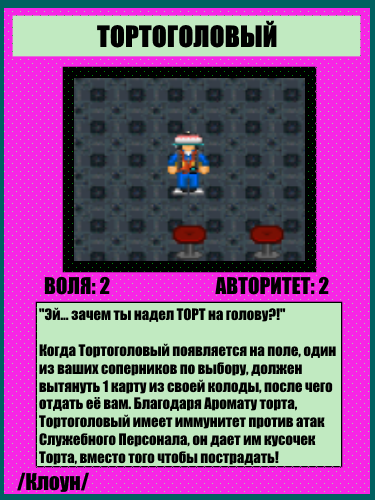 ТОРТОГОЛОВЫЙ
ВОЛЯ: 2 АВТОРИТЕТ: 2
"Эй... зачем ты надел ТОРТ на голову?!"
Когда Тортоголовый появляется на поле, один
из ваших соперников по выбору, должен
вытянуть 1 карту из своей колоды, после чего
отдать её вам. Благодаря Аромату торта,
Тортоголовый имеет иммунитет против атак
Служебного Персонала, он дает им кусочек
Торта, вместо того чтобы пострадать!
/Клоун/